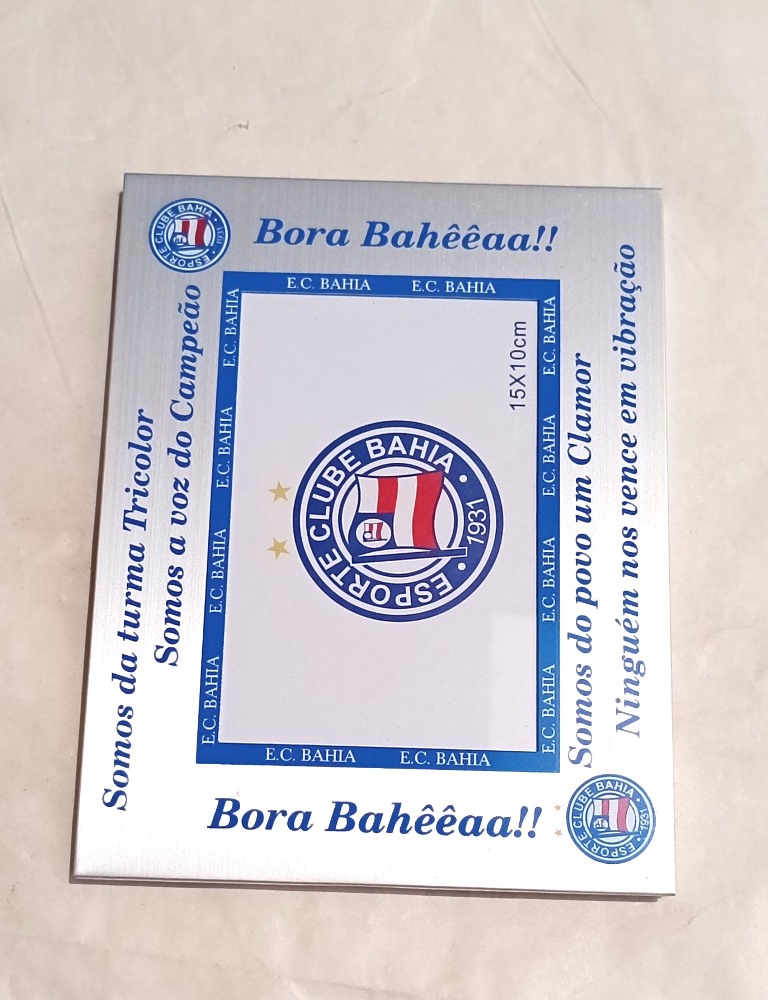 ESPORTE CLUBE BAHIA
1931
Bora Bahêêaa!!
E.C. BAHIA E.C. BAHIA
Somos da turma Tricolor
Somos a voz do Campeão
E.C. BAHIA E.C. BAHIA E.C. BAHIA E.C. BAHIA
15X10cm
ESPORTE CLUBE BAHIA
1931
E.C. BAHIA E.C. BAHIA E.C. BAHIA E.C. BAHIA
Somos do povo um Clamor
Ninguém nos vence em vibração
E.C. BAHIA E.C. BAHIA
Bora Bahêêaa!!
ESPORTE CLUBE BAHIA
1931